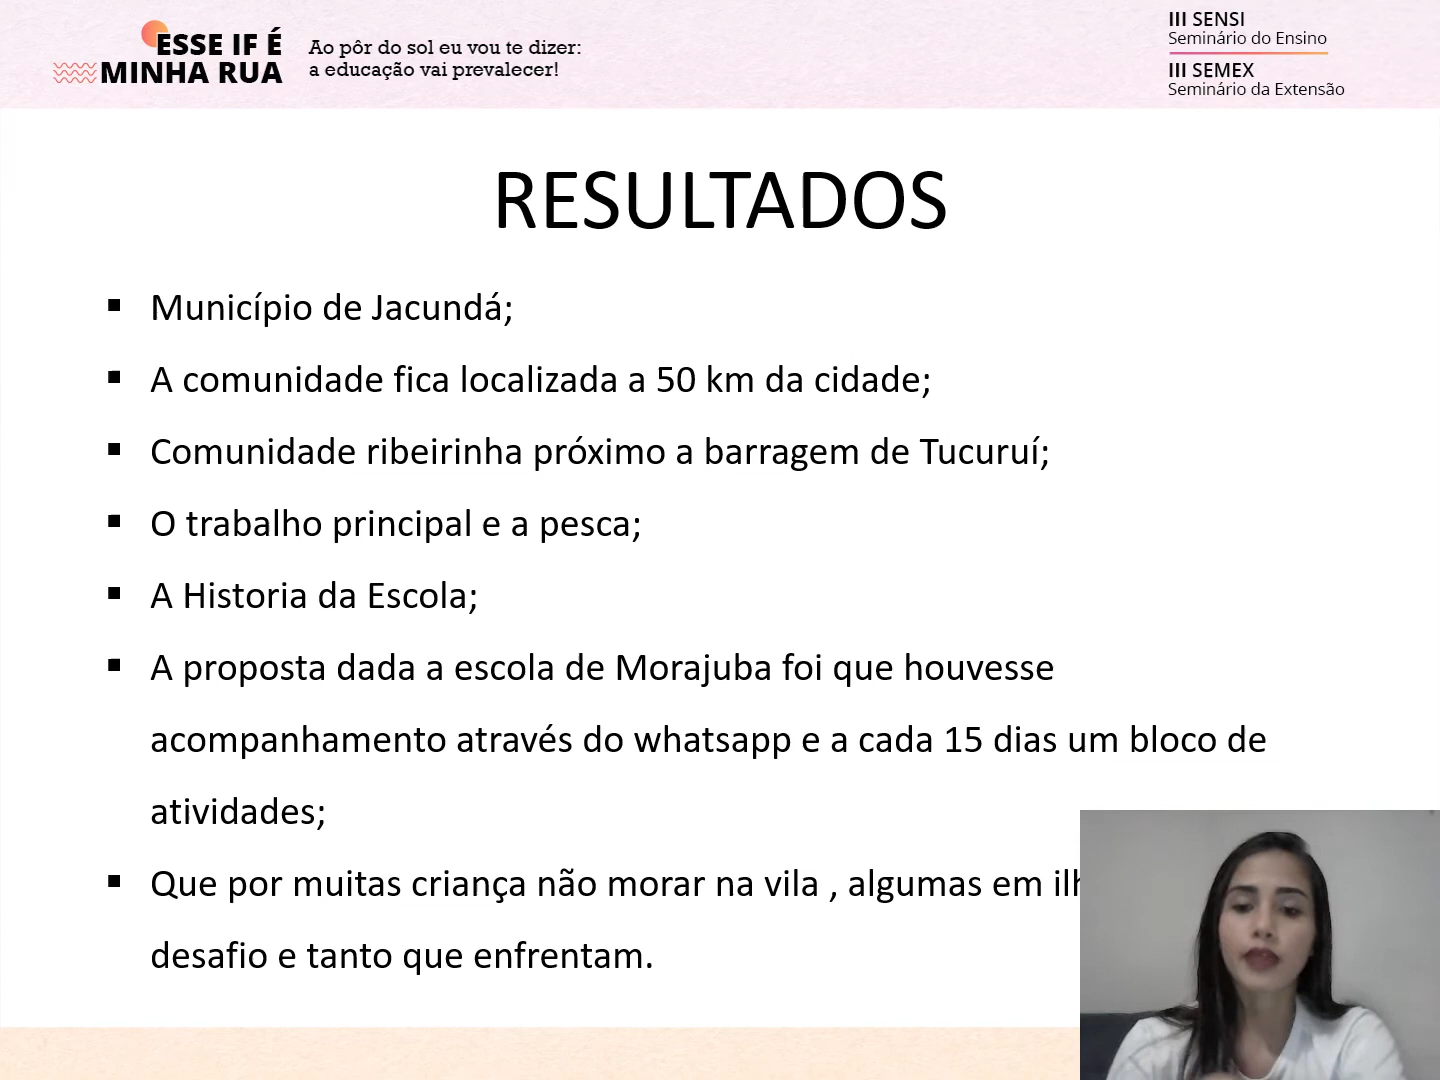 ESSE IF É
MINHA RUA
Ao pôr do sol eu vou te dizer:
a educação vai prevalecer!
III SENSI
Seminário do Ensino
III SEMEX
Seminário da Extensão
RESULTADOS
▪ Município de Jacundá;
▪ A comunidade fica localizada a 50 km da cidade;
▪ Comunidade ribeirinha próximo a barragem de Tucuruí;
▪ O trabalho principal e a pesca;
▪ A Historia da Escola;
▪ A proposta dada a escola de Morajuba foi que houvesse
acompanhamento através do whatsapp e a cada 15 dias um bloco de
atividades;
▪ Que por muitas criança não morar na vila , algumas em
desafio e tanto que enfrentam.